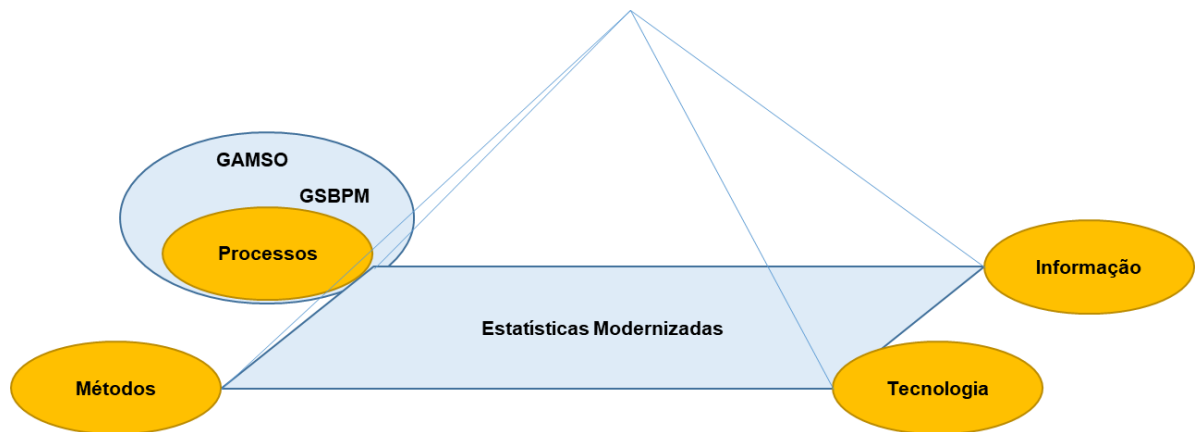 GAMSO
GSBPM
Processos
Informação
Estatísticas Modernizadas
Métodos
Tecnologia